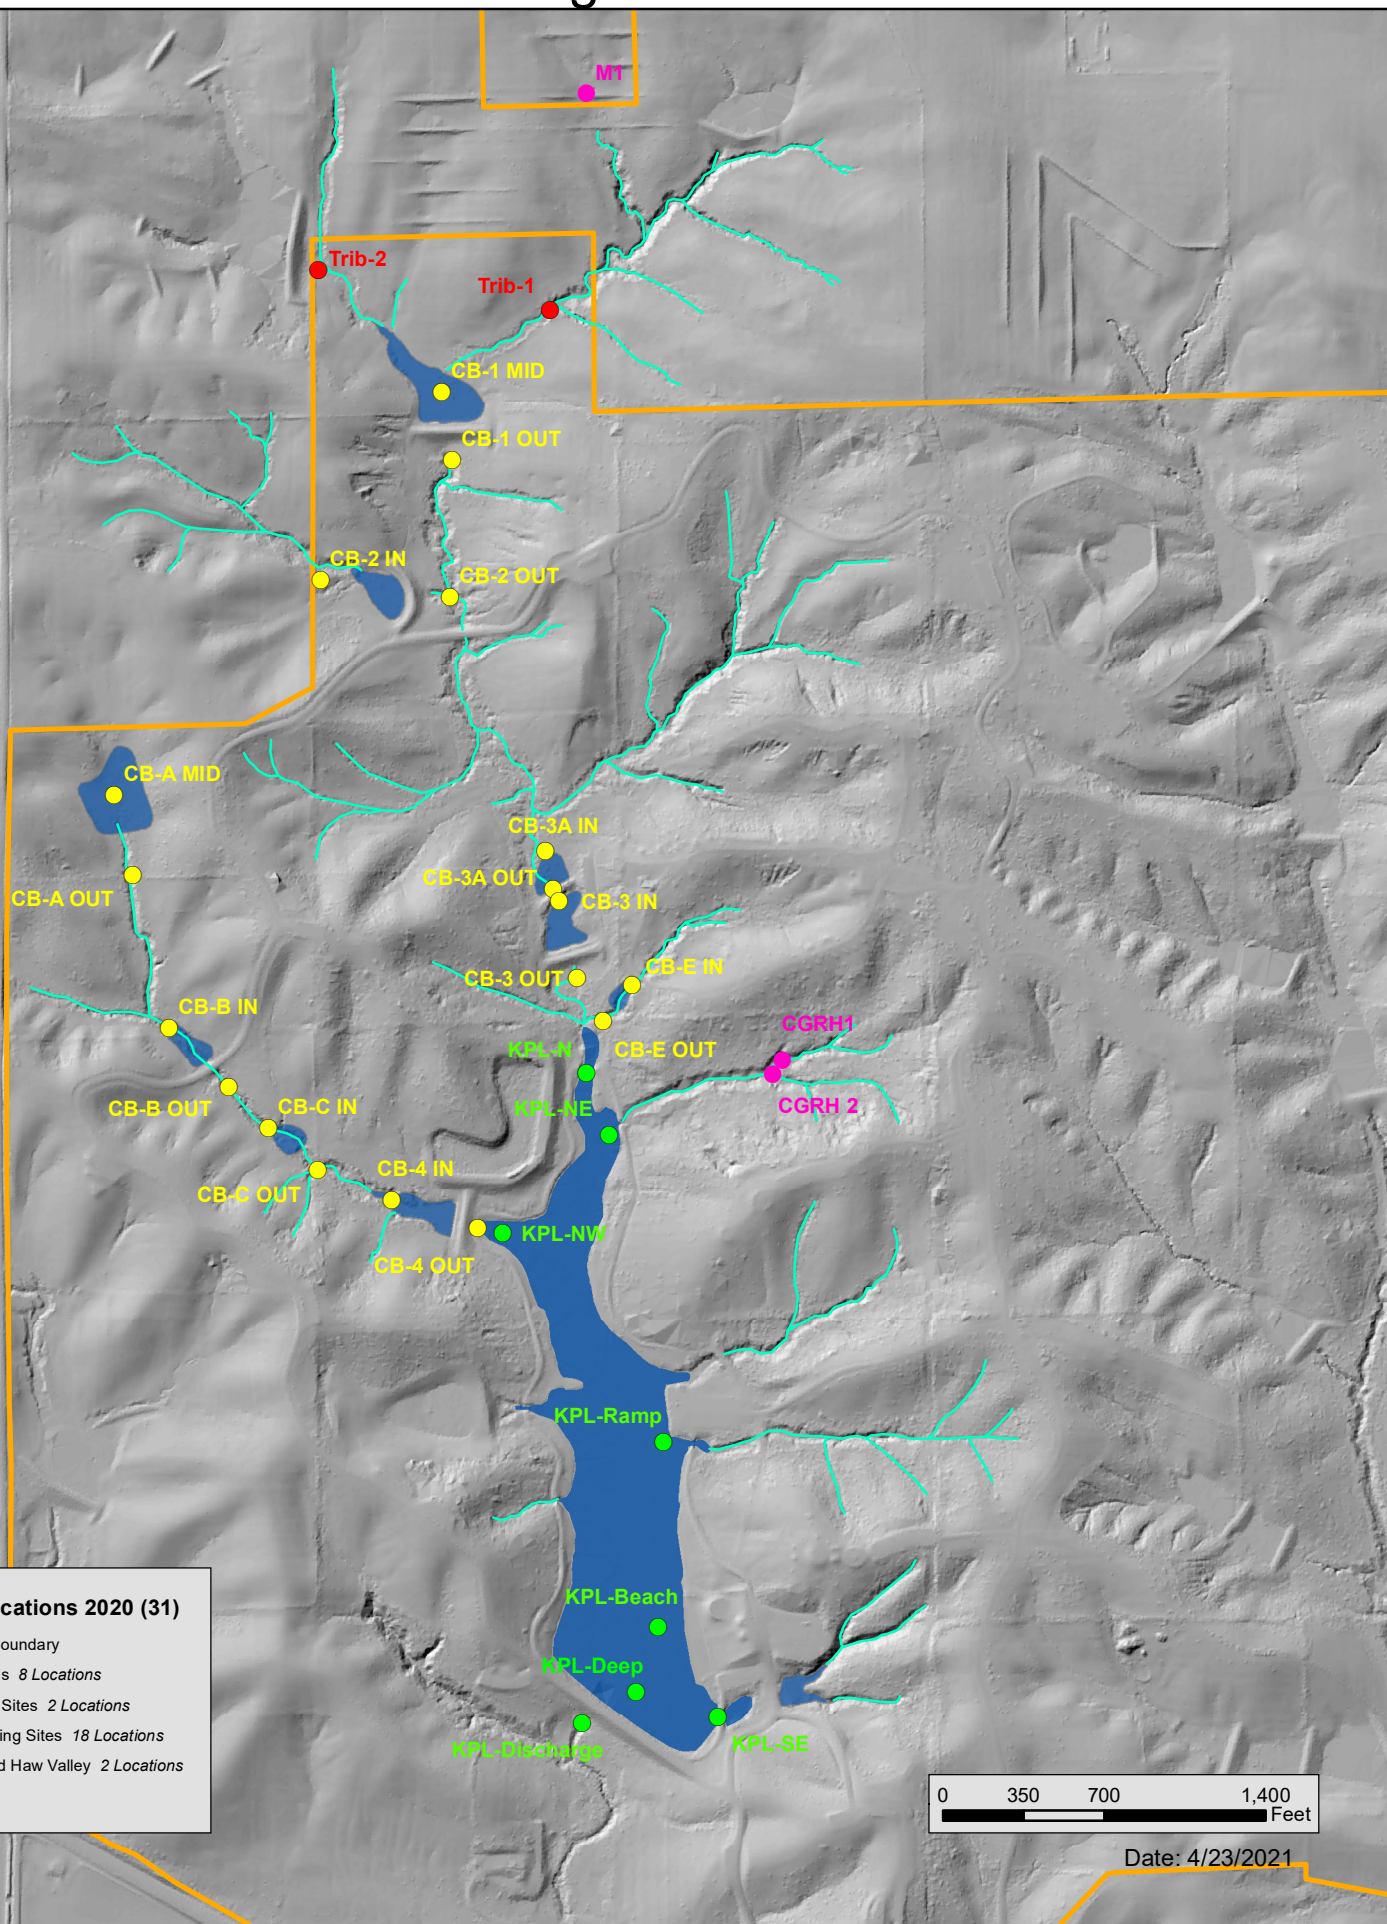 M1
Trib-2
Trib-1
CB-1 MID
CB-1 OUT
CB-2 IN
CB-2 OUT
CB-A MID
CB-3A IN
CB-3A OUT
CB-A OUT
CB-3 IN
CB-E IN
CB-3 OUT
CB-B IN
CGRH1
KPL-N
CB-E OUT
CB-B OUT
CB-C IN
KPL-NE
CGRH 2
CB-4 IN
CB-C OUT
KPL-NW
CB-4 OUT
KPL-Ramp
KPL-Beach
KPL-Deep
KPL-Discharge
KPL-SE
cations 2020 (31)
oundary
s 8 Locations
Sites 2 Locations
ing Sites 18 Locations
d Haw Valley 2 Locations
0 350 700 1,400
Feet
Date: 4/23/2021